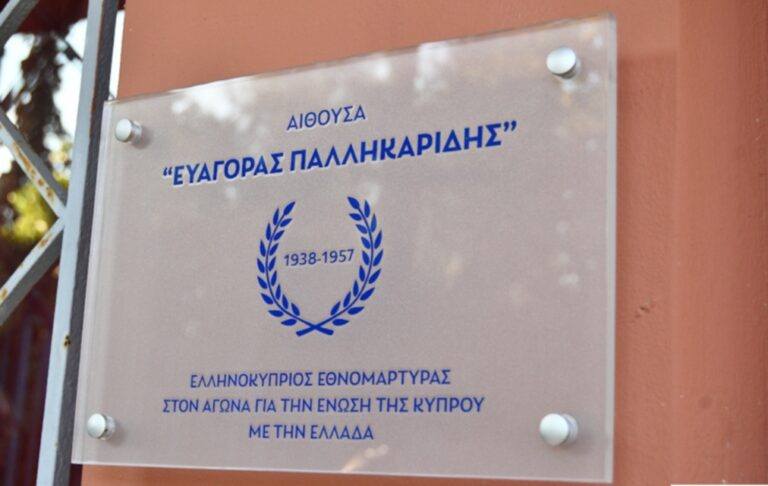 ΑΙΘΟΥΣΑ
“ΕΥΑΓΟΡΑΣ ΠΑΛΛΗΚΑΡΙΔΗΣ”
1938-1957
ΕΛΛΗΝΟΚΥΠΡΙΟΣ ΕΘΝΟΜΑΡΤΥΡΑΣ
ΣΤΟΝ ΑΓΩΝΑ ΓΙΑ ΤΗΝ ΕΝΩΣΗ ΤΗΣ ΚΥΠΡΟΥ
ΜΕ ΤΗΝ ΕΛΛΑΔΑ